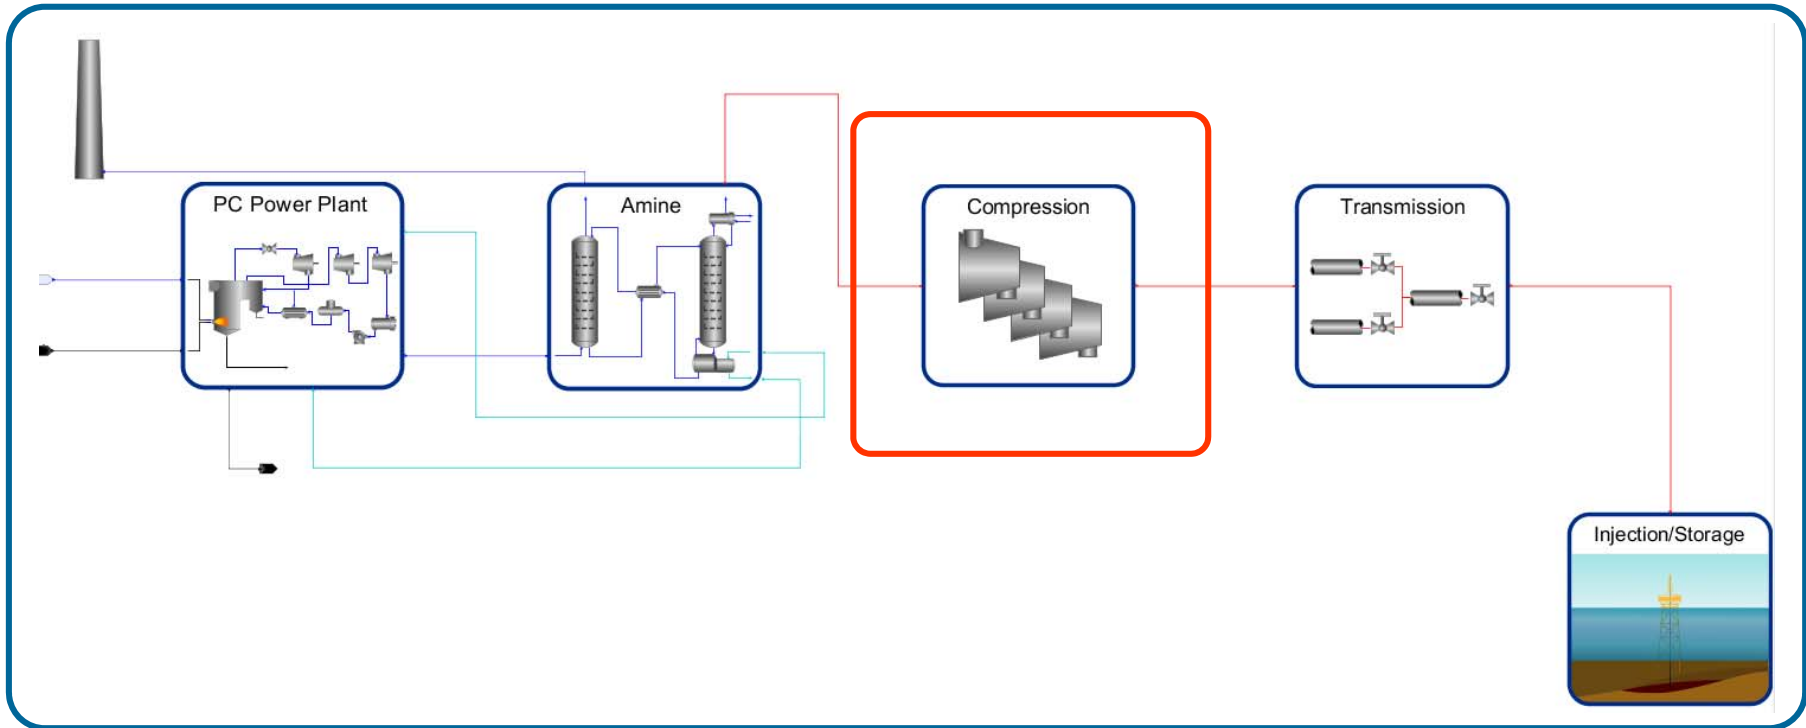 PC Power Plant
Amine
Compression
Transmission
Injection/Storage